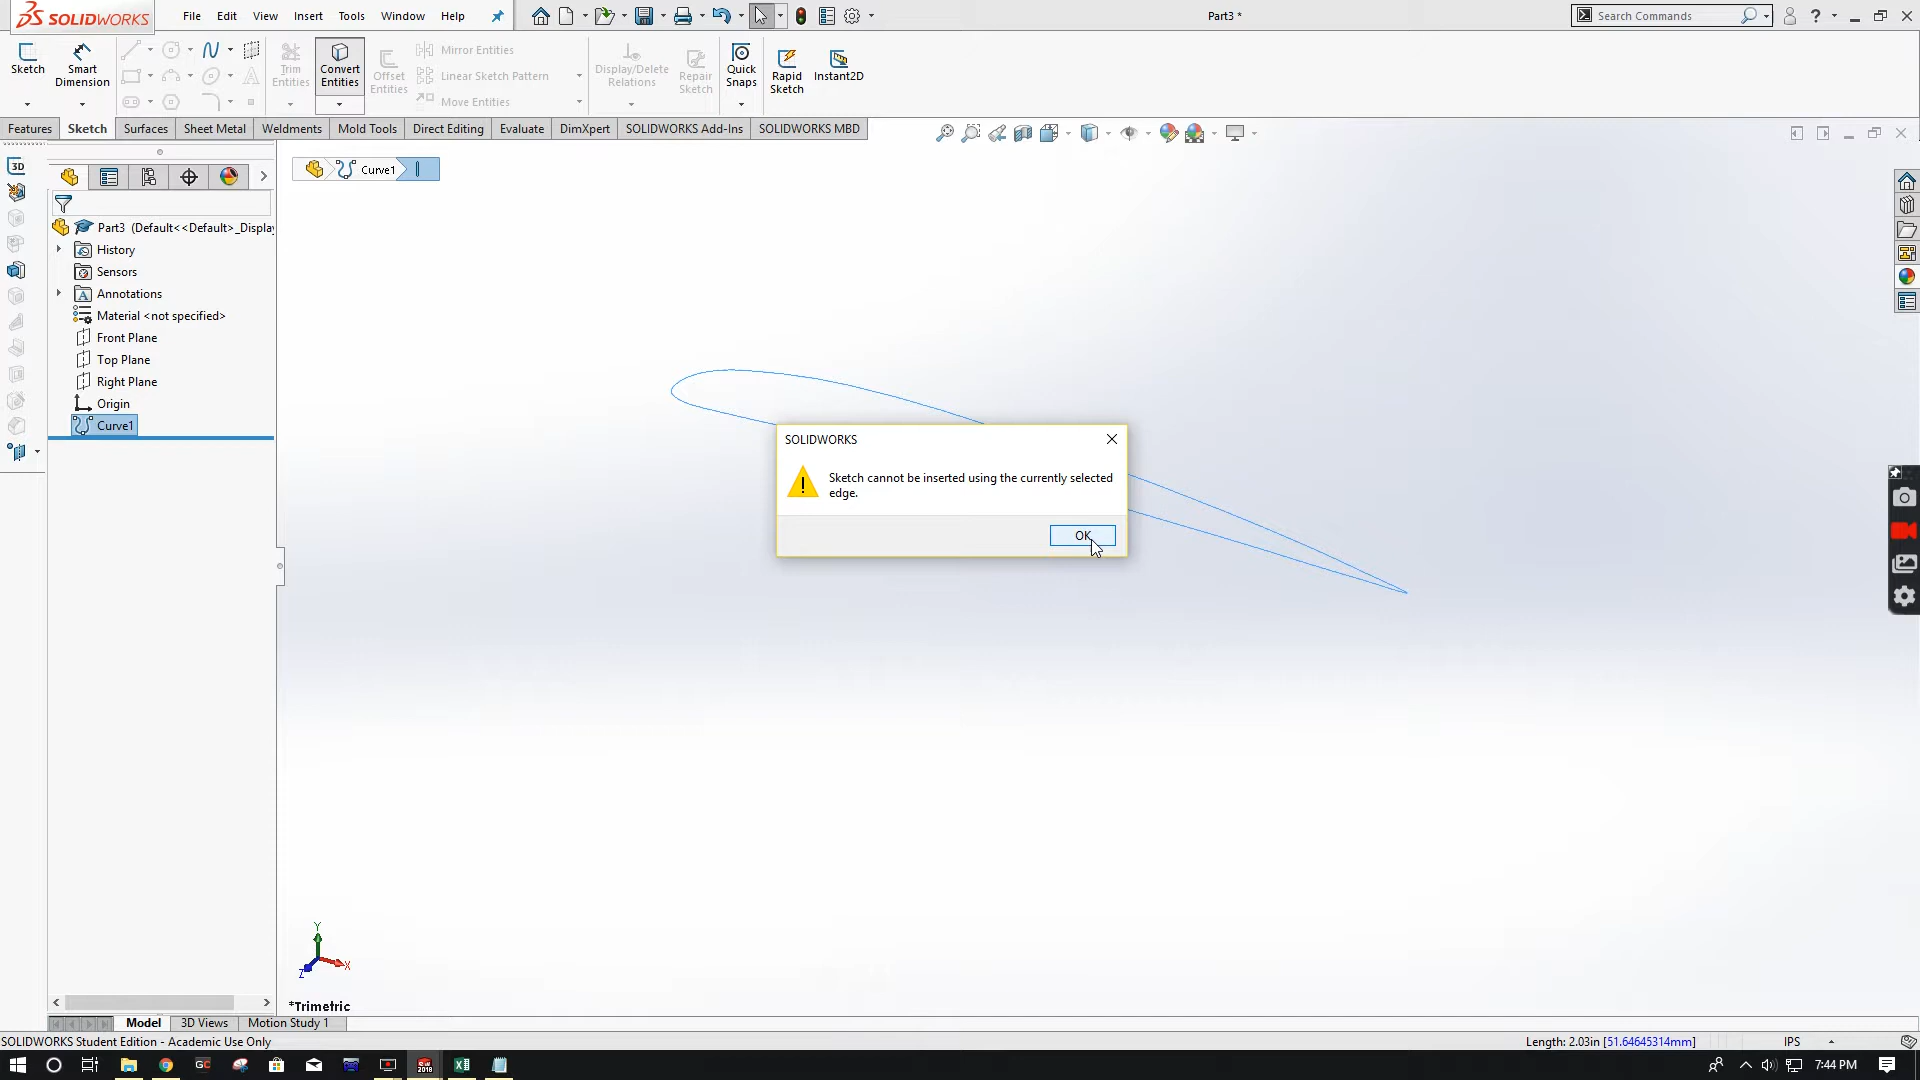 SOLIDWORKS
File Edit View Insert Tools Window Help
Part3 *
Search Commands
Sketch
Smart Dimension
Trim Entities
Convert Entities
Offset Entities
Mirror Entities
Linear Sketch Pattern
Move Entities
Display/Delete Relations
Repair Sketch
Quick Snaps
Rapid Sketch
Instant2D
Features Sketch Surfaces Sheet Metal Weldments Mold Tools Direct Editing Evaluate DimXpert SOLIDWORKS Add-Ins SOLIDWORKS MBD
3D
Curve1
Part3 (Default<<Default>_Display
History
Sensors
Annotations
Material <not specified>
Front Plane
Top Plane
Right Plane
Origin
Curve1
SOLIDWORKS
Sketch cannot be inserted using the currently selected
edge.
OK
Y
X
Z
*Trimetric
Model 3D Views Motion Study 1
SOLIDWORKS Student Edition - Academic Use Only
Length: 2.03in [51.64645314mm]
IPS
GC
2018
7:44 PM